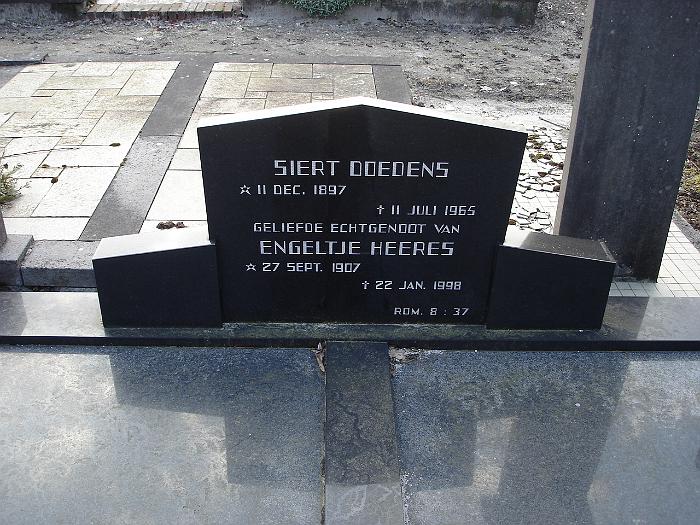 SIERT DOEDENS
☆ 11 DEC. 1897
† 11 JULI 1965
GELIEFDE ECHTGENOOT VAN
ENGELTJE HEERES
☆ 27 SEPT. 1907
† 22 JAN. 1998
ROM. 8 : 37